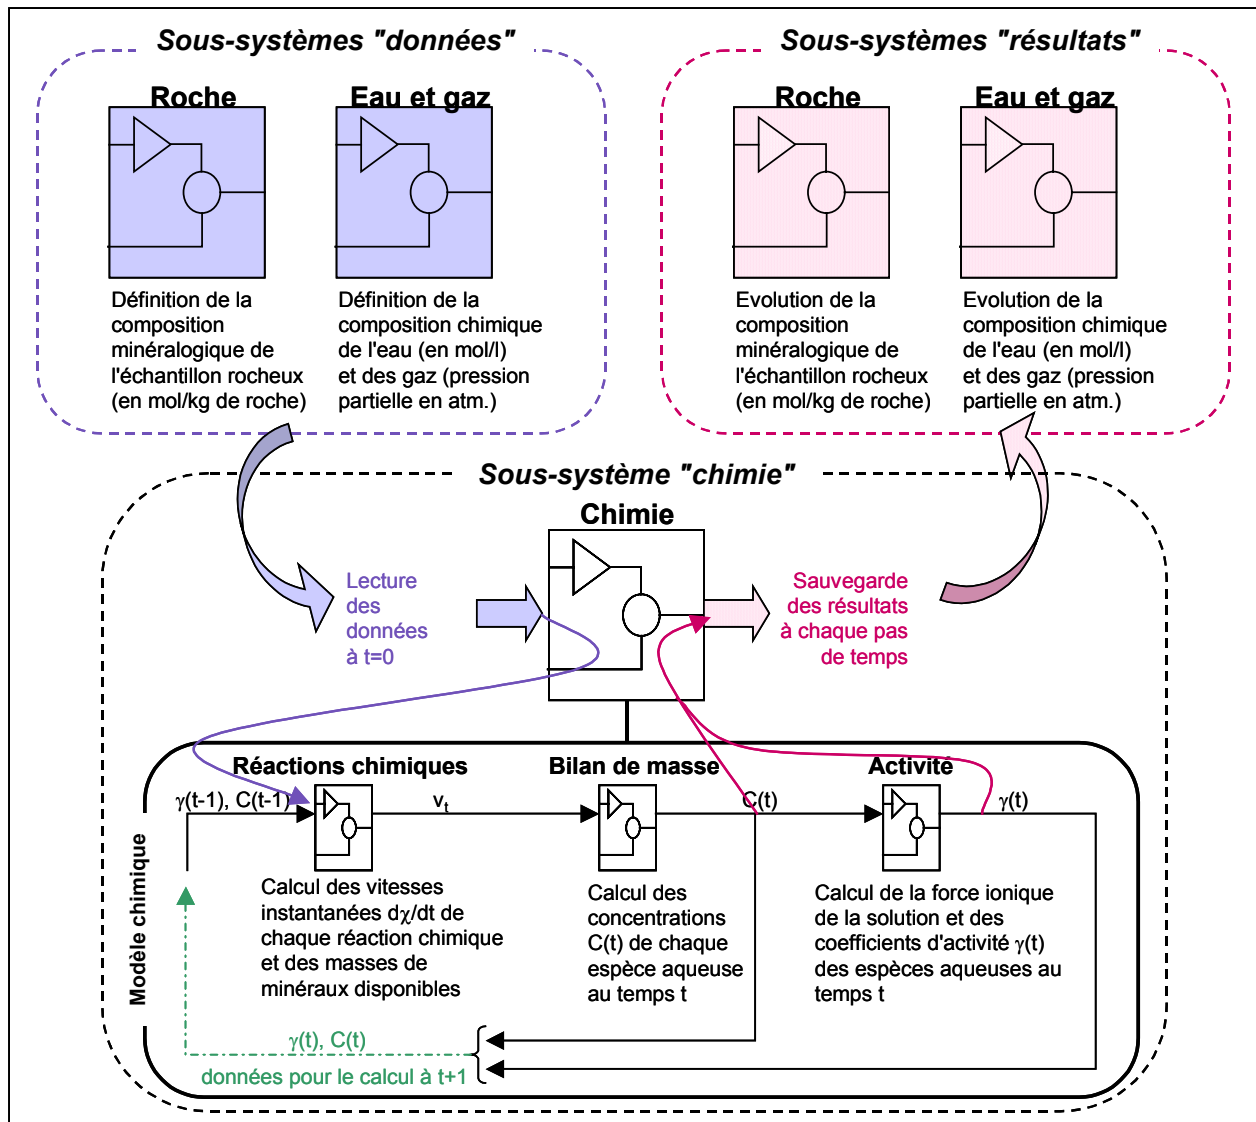 Sous-systèmes "données"
Sous-systèmes "résultats"
Roche
Eau et gaz
Roche
Eau et gaz
Définition de la
composition
minéralogique de
l'échantillon rocheux
(en mol/kg de roche)
Définition de la
composition chimique
de l'eau (en mol/l)
et des gaz (pression
partielle en atm.)
Evolution de la
composition
minéralogique de
l'échantillon rocheux
(en mol/kg de roche)
Evolution de la
composition chimique
de l'eau (en mol/l)
et des gaz (pression
partielle en atm.)
Sous-système "chimie"
Chimie
Lecture
des
données
à t=0
Sauvegarde
des résultats
à chaque pas
de temps
Modèle chimique
Réactions chimiques
Bilan de masse
Activité
γ(t-1), C(t-1)
vₜ
C(t)
γ(t)
Calcul des vitesses
instantanées dχ/dt de
chaque réaction chimique
et des masses de
minéraux disponibles
Calcul des
concentrations
C(t) de chaque
espèce aqueuse
au temps t
Calcul de la force ionique
de la solution et des
coefficients d'activité γ(t)
des espèces aqueuses au
temps t
γ(t), C(t)
données pour le calcul à t+1